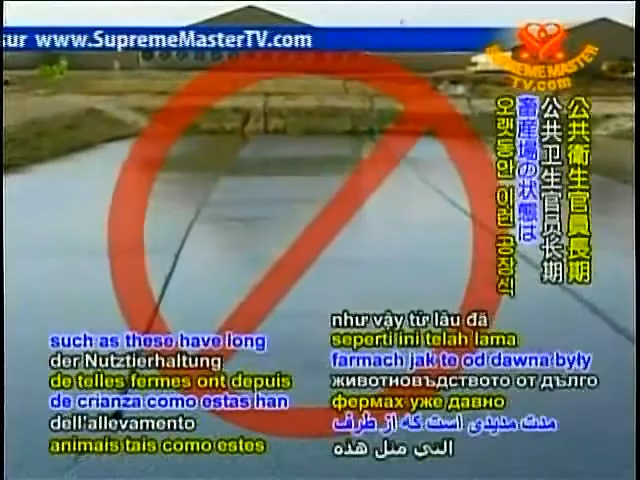 sur www.SupremeMasterTV.com
SUPREME MASTER
TV.com
公共衛生官員長期
公共卫生官员长期
畜産場の状態は
오랫동안 이런 공장식
such as these have long
der Nutztierhaltung
de telles fermes ont depuis
de crianza como estas han
dell'allevamento
animais tais como estes
như vậy từ lâu đã
seperti ini telah lama
farmach jak te od dawna były
животновъдството от дълго
фермах уже давно
مدت مدیدی است که از طرف
التي مثل هذه